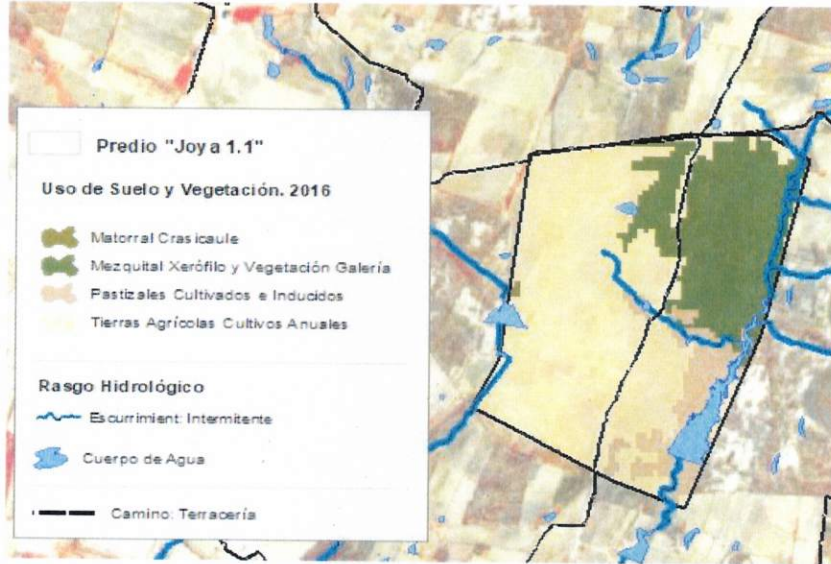 Predio "Joya 1.1"
Uso de Suelo y Vegetación. 2016
Matorral Crasicaule
Mezquital Xerófilo y Vegetación Galería
Pastizales Cultivados e Inducidos
Tierras Agrícolas Cultivos Anuales
Rasgo Hidrológico
Escurrimient: Intermitente
Cuerpo de Agua
Camino: Terracería